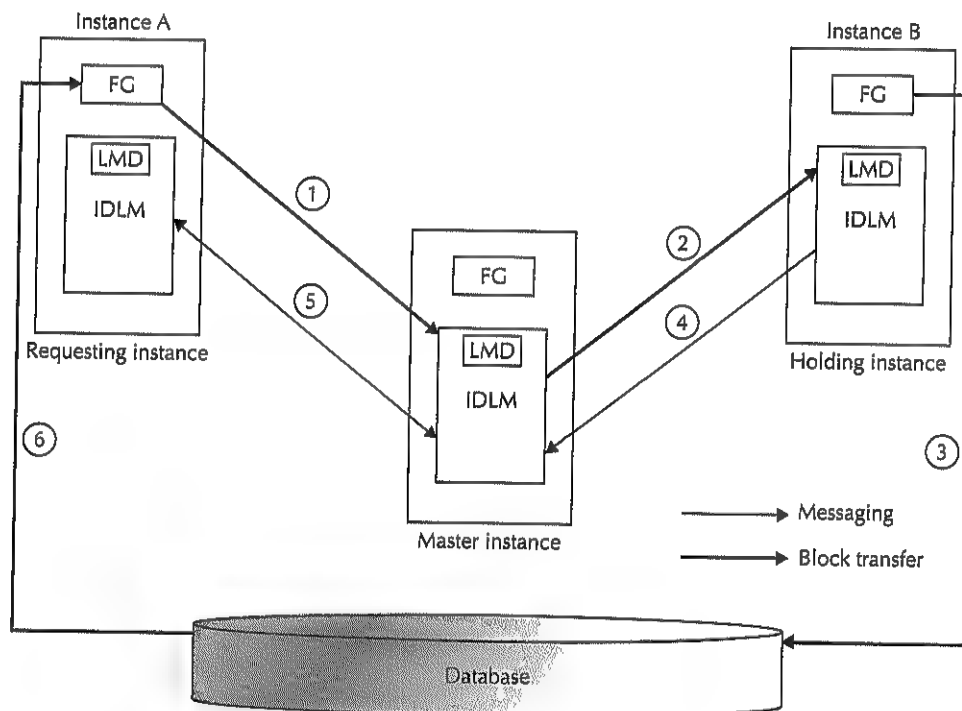 Instance A
FG
LMD
IDLM
Requesting instance
1
5
6
FG
LMD
IDLM
Master instance
2
4
Instance B
FG
LMD
IDLM
Holding instance
3
Messaging
Block transfer
Database